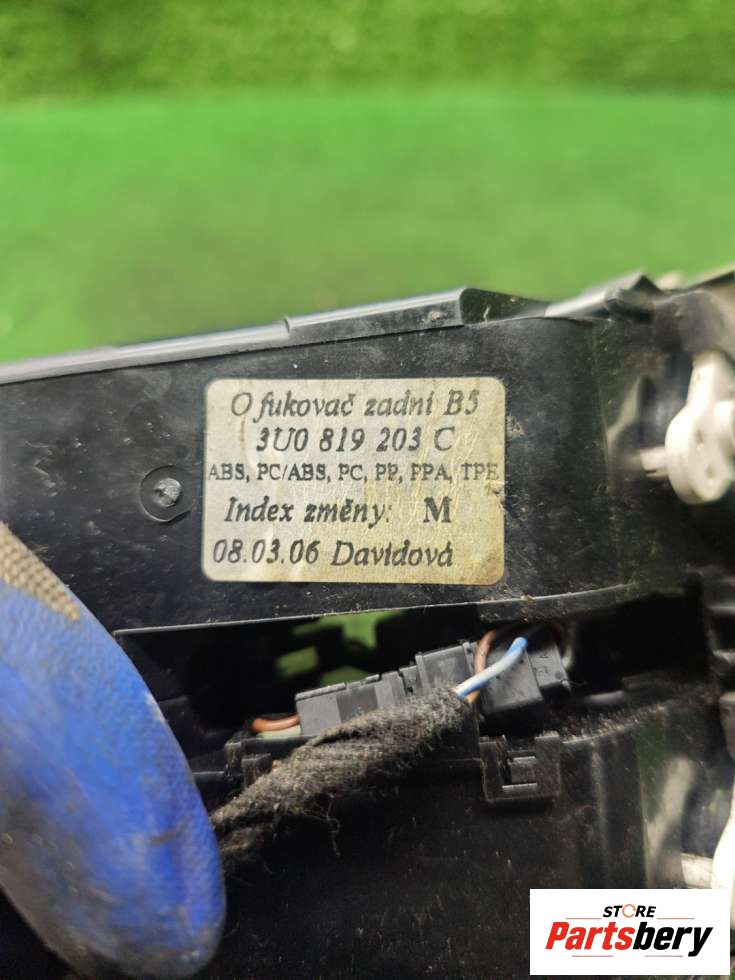 Ofukovač zadní B5
3U0 819 203 C
ABS, PC/ABS, PC, PP, PPA, TPE
Index změny: M
08.03.06 Davidová
STORE
Partsbery